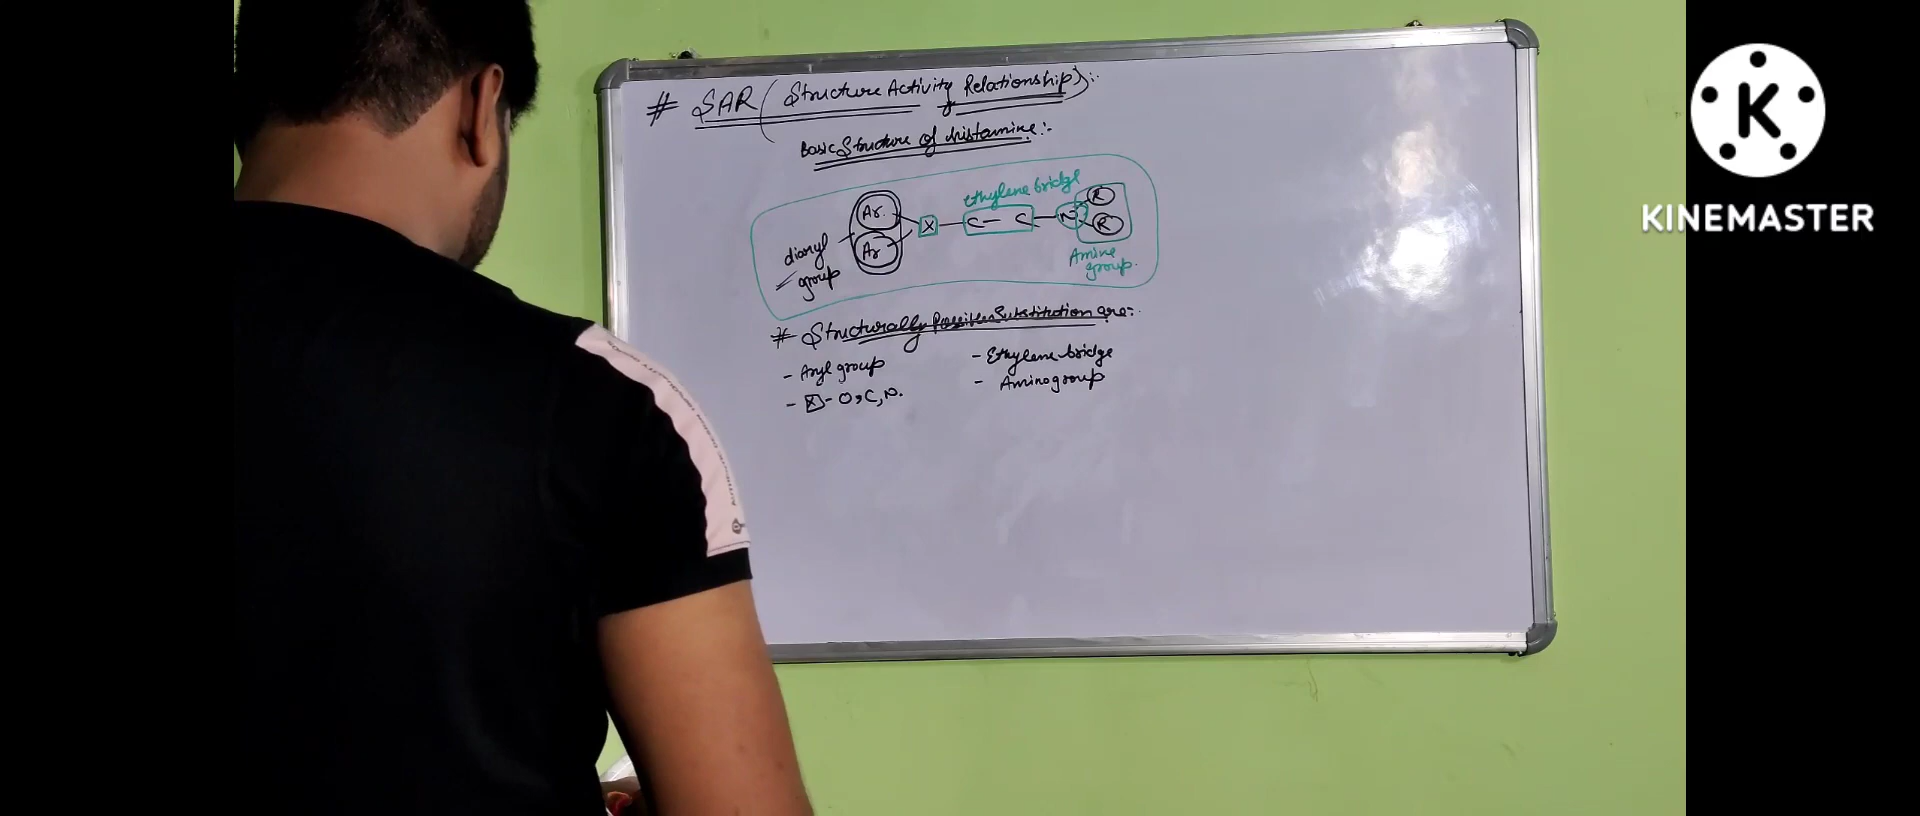 # SAR (Structure Activity Relationship):-
Basic Structure of histamine:-
ethylene bridge
Ar.
Ar
X — C — C — N
R
R
diaryl
group
Amine
group.
# Structurally Possible Substitution are:-
- Aryl group
- X - O, C, N.
- Ethylene bridge
- Amino group
K
KINEMASTER